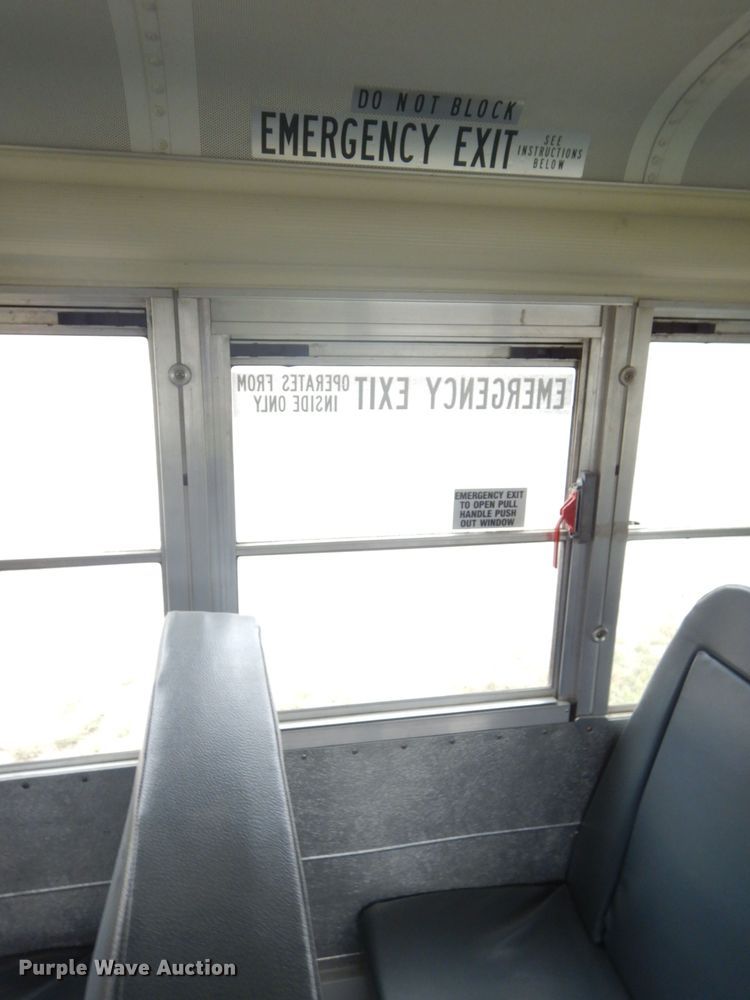 DO NOT BLOCK
EMERGENCY EXIT
SEE
INSTRUCTIONS
BELOW
EMERGENCY EXIT
OPERATES FROM
INSIDE ONLY
EMERGENCY EXIT
TO OPEN PULL
HANDLE PUSH
OUT WINDOW
Purple Wave Auction